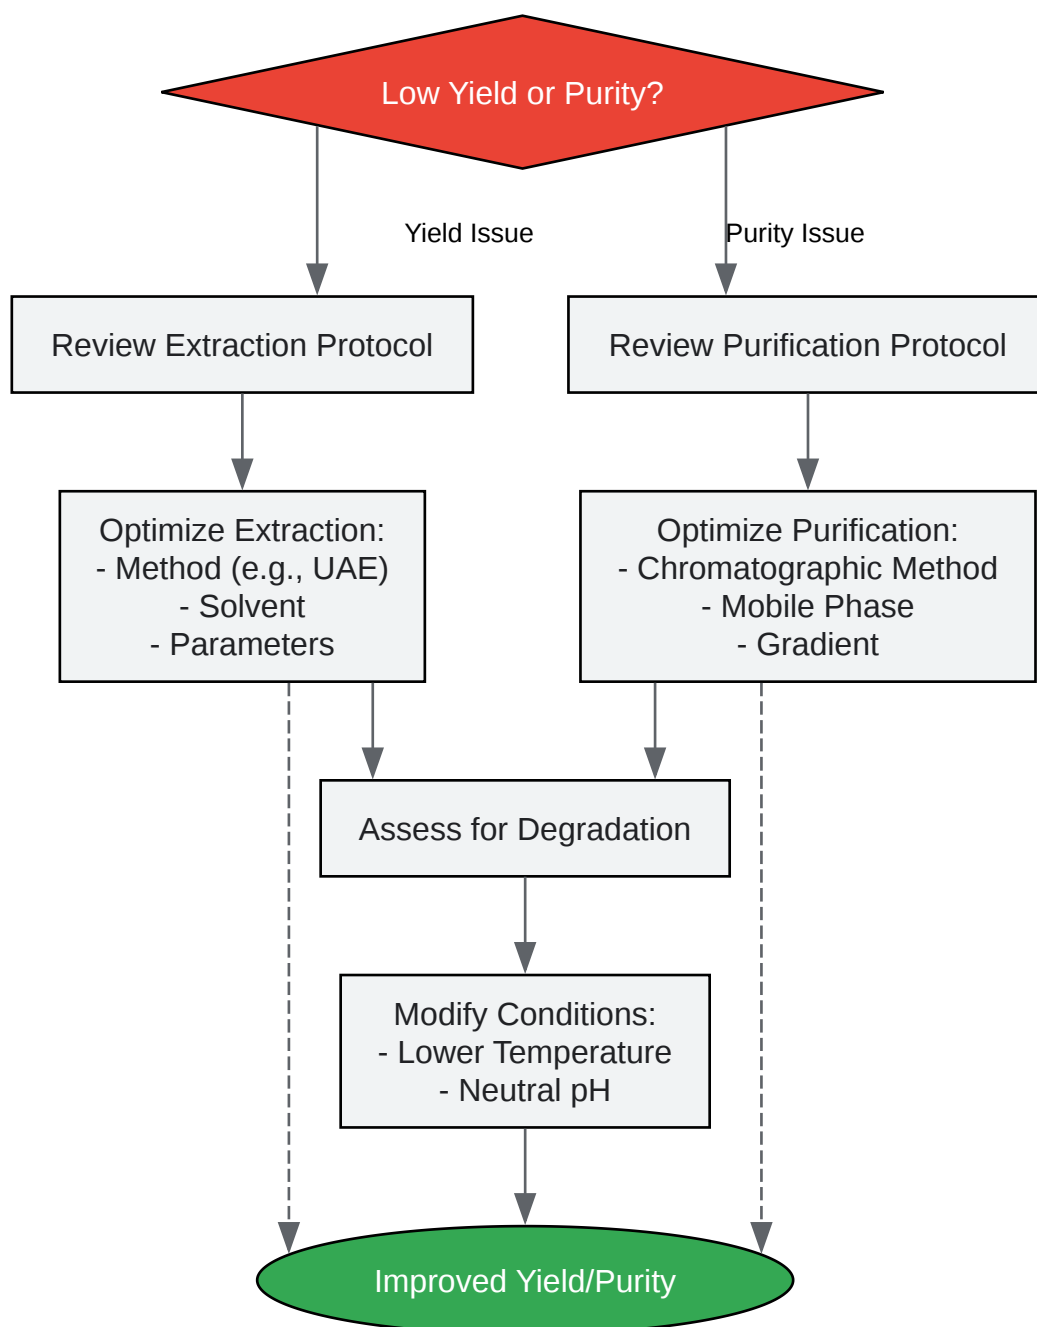 Low Yield or Purity?
Yield Issue
Purity Issue
Review Extraction Protocol
Review Purification Protocol
Optimize Extraction:
- Method (e.g., UAE)
- Solvent
- Parameters
Optimize Purification:
- Chromatographic Method
- Mobile Phase
- Gradient
Assess for Degradation
Modify Conditions:
- Lower Temperature
- Neutral pH
Improved Yield/Purity